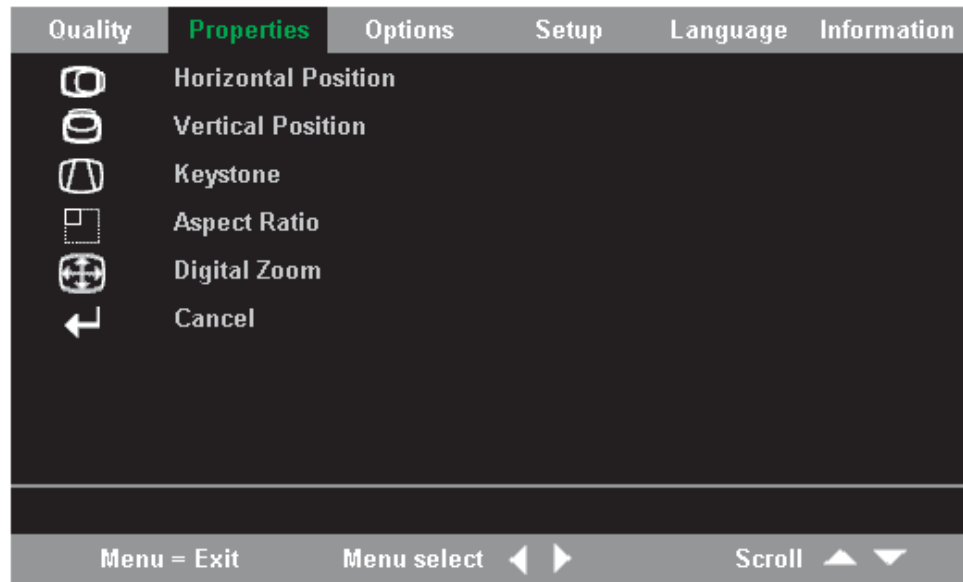 Quality Properties Options Setup Language Information
Horizontal Position
Vertical Position
Keystone
Aspect Ratio
Digital Zoom
Cancel
Menu = Exit Menu select Scroll